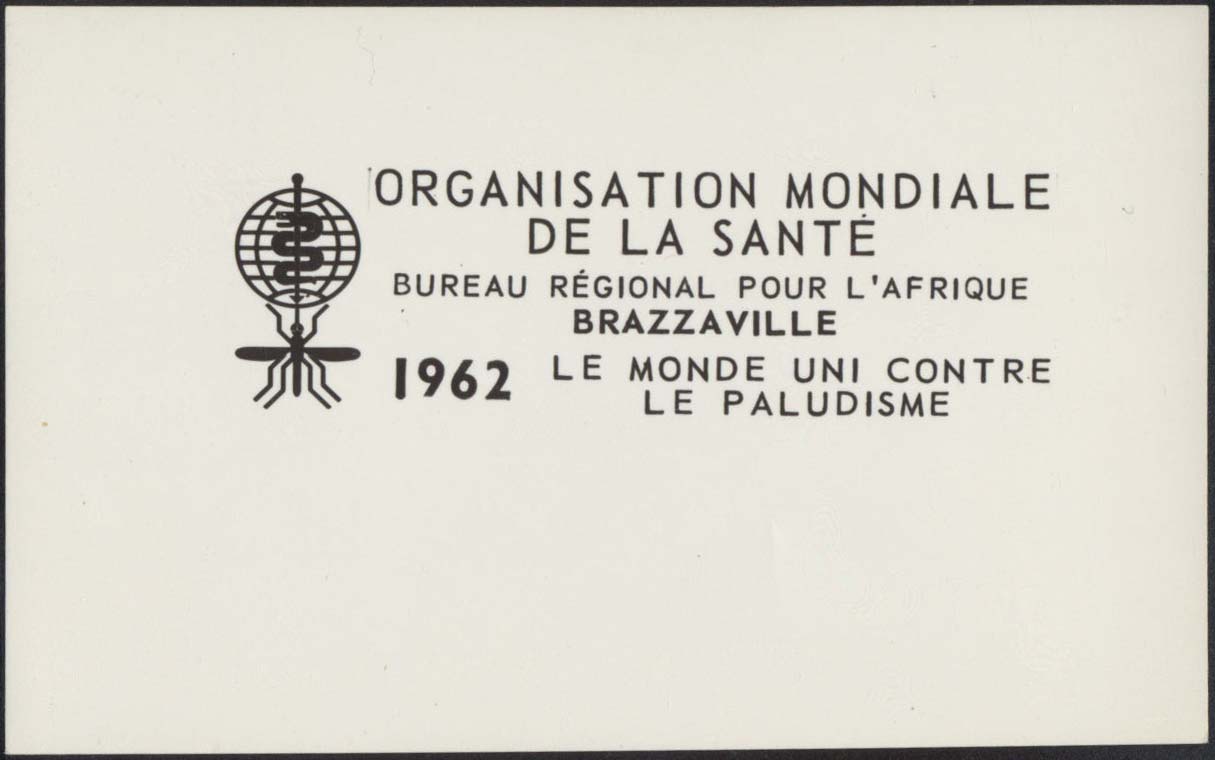 ORGANISATION MONDIALE
DE LA SANTÉ
BUREAU RÉGIONAL POUR L'AFRIQUE
BRAZZAVILLE
1962 LE MONDE UNI CONTRE
LE PALUDISME